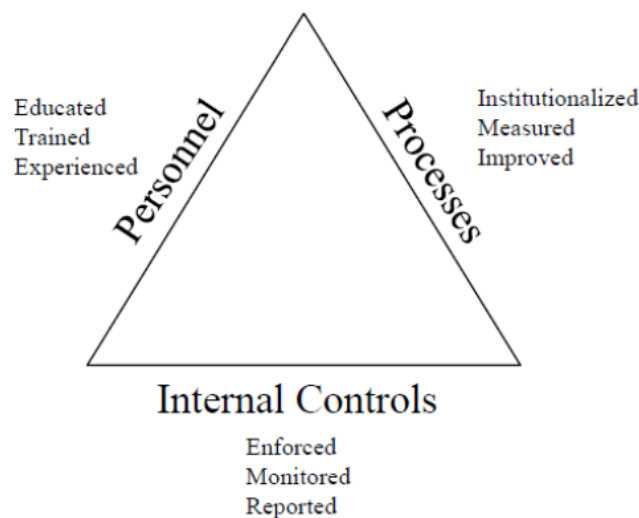 Educated
Trained
Experienced
Personnel
Processes
Institutionalized
Measured
Improved
Internal Controls
Enforced
Monitored
Reported